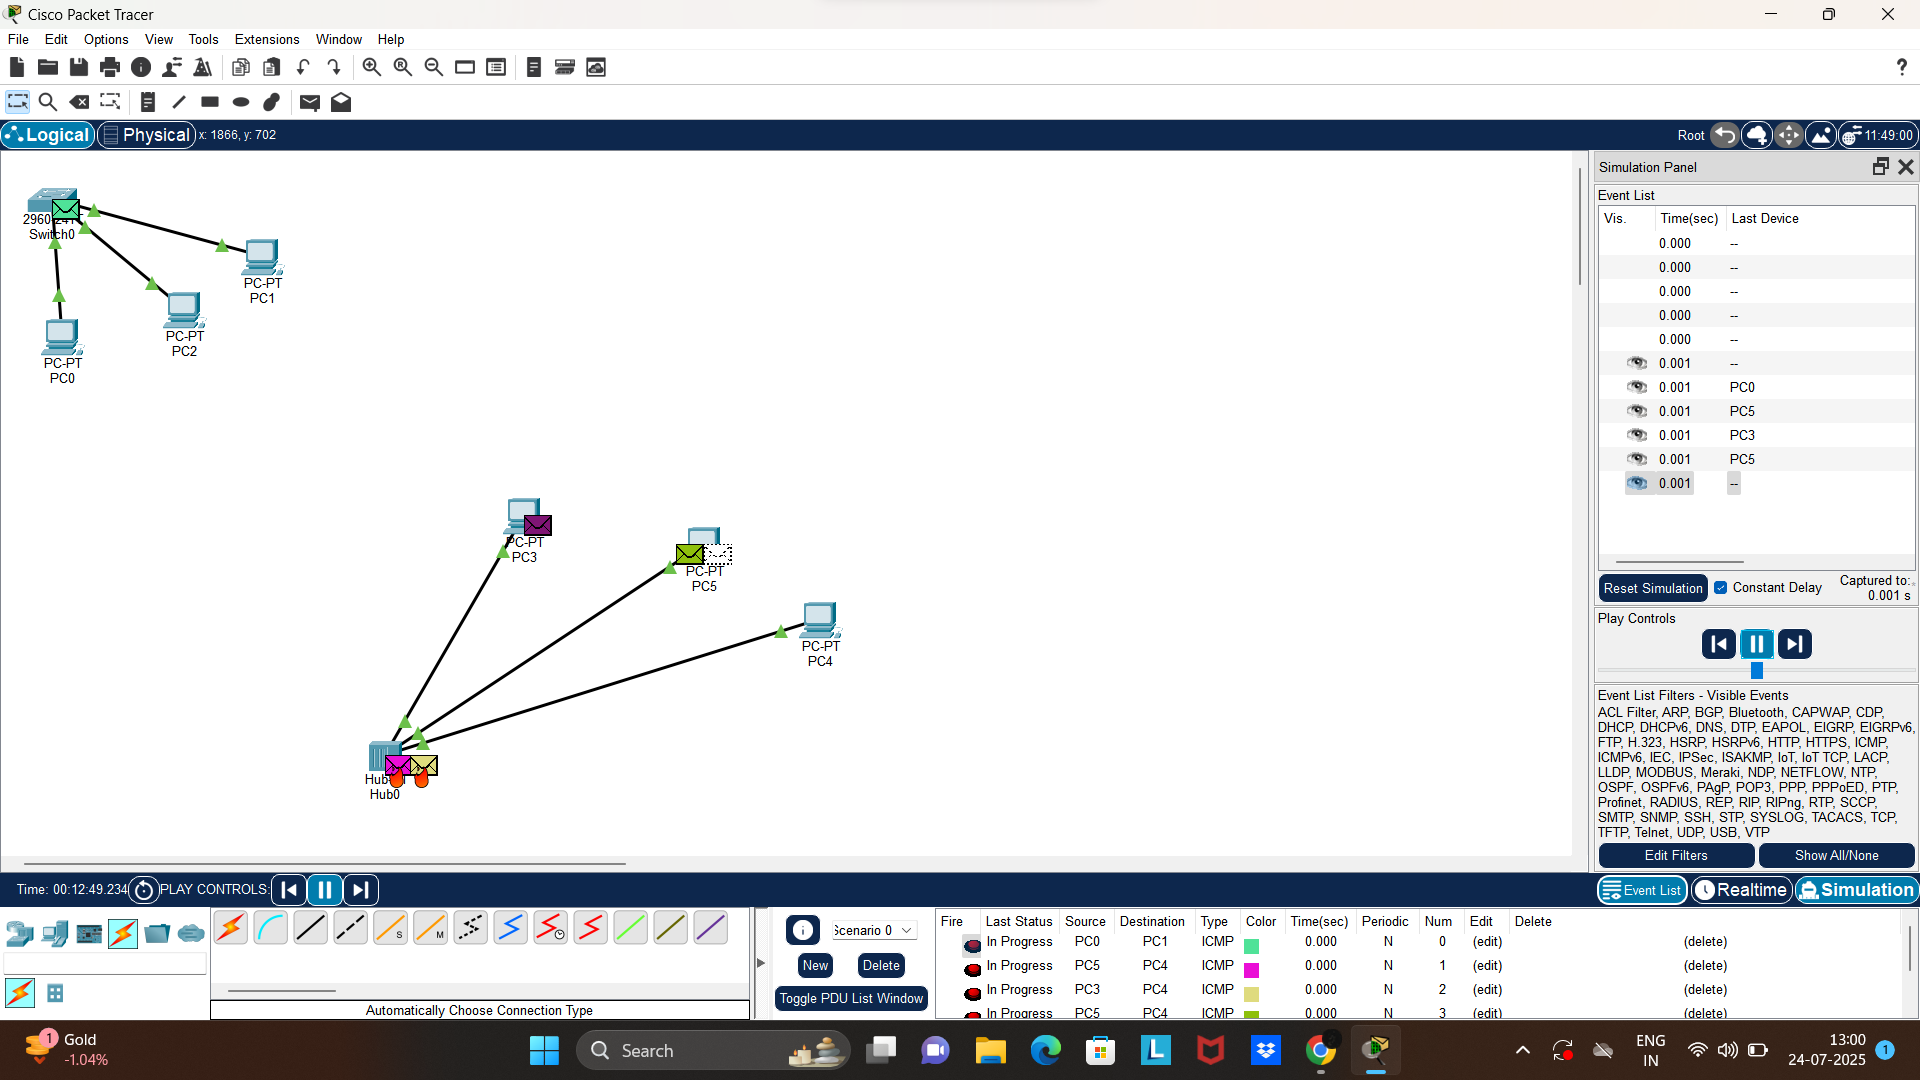 Cisco Packet Tracer
File Edit Options View Tools Extensions Window Help
Logical Physical x: 1866, y: 702 Root 11:49:00
Switch0
PC-PT
PC1
PC-PT
PC2
PC-PT
PC0
PC-PT
PC3
PC-PT
PC5
PC-PT
PC4
Hub0
Simulation Panel
Event List
Vis. Time(sec) Last Device
0.000 --
0.000 --
0.000 --
0.000 --
0.000 --
0.001 --
0.001 PC0
0.001 PC5
0.001 PC3
0.001 PC5
0.001 --
Reset Simulation Constant Delay Captured to:
0.001 s
Play Controls
Event List Filters - Visible Events
ACL Filter, ARP, BGP, Bluetooth, CAPWAP, CDP,
DHCP, DHCPv6, DNS, DTP, EAPOL, EIGRP, EIGRPv6,
FTP, H.323, HSRP, HSRPv6, HTTP, HTTPS, ICMP,
ICMPv6, IEC, IPSec, ISAKMP, IoT, IoT TCP, LACP,
LLDP, MODBUS, Meraki, NDP, NETFLOW, NTP,
OSPF, OSPFv6, PAgP, POP3, PPP, PPPoED, PTP,
Profinet, RADIUS, REP, RIP, RIPng, RTP, SCCP,
SMTP, SNMP, SSH, STP, SYSLOG, TACACS, TCP,
TFTP, Telnet, UDP, USB, VTP
Edit Filters Show All/None
Time: 00:12:49.234 PLAY CONTROLS: Event List Realtime Simulation
S M
Automatically Choose Connection Type
Scenario 0
New Delete
Toggle PDU List Window
Fire Last Status Source Destination Type Color Time(sec) Periodic Num Edit Delete
In Progress PC0 PC1 ICMP 0.000 N 0 (edit) (delete)
In Progress PC5 PC4 ICMP 0.000 N 1 (edit) (delete)
In Progress PC3 PC4 ICMP 0.000 N 2 (edit) (delete)
In Progress PC5 PC4 ICMP 0.000 N 3 (edit) (delete)
1 Gold
-1.04%
Search
ENG
IN
13:00
24-07-2025
1